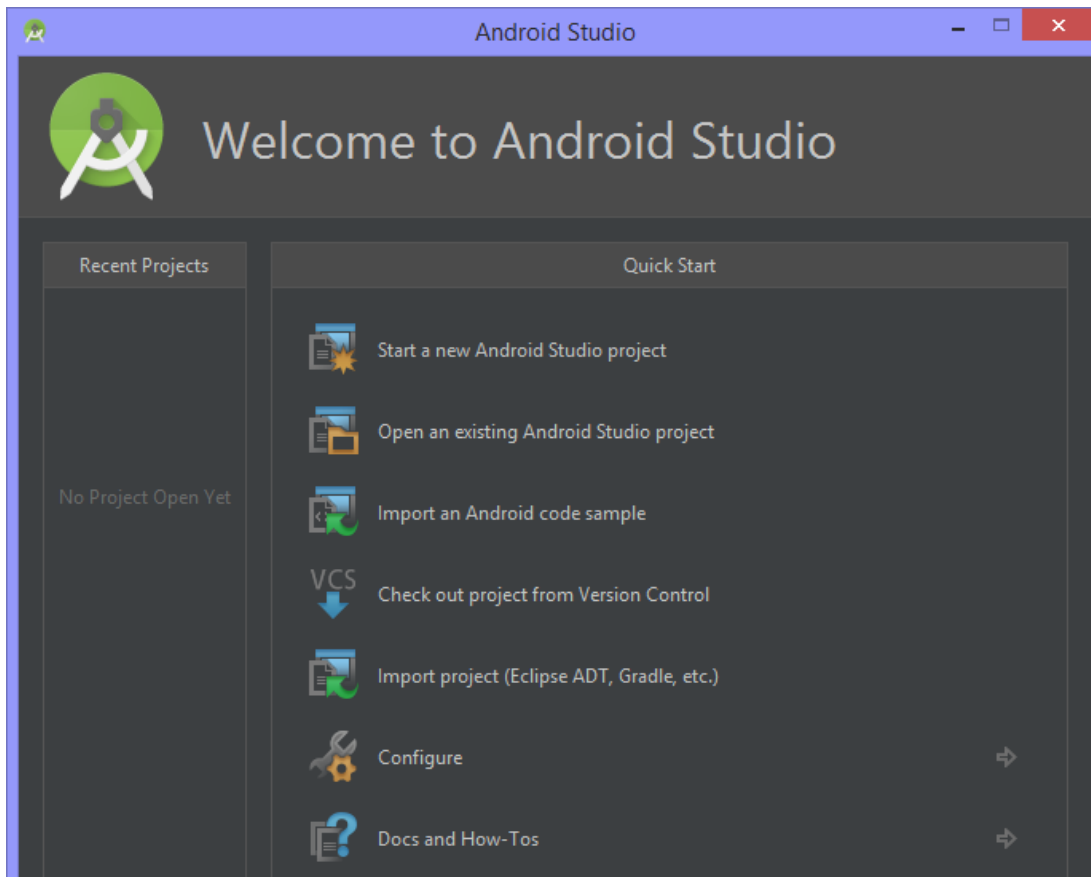 Android Studio
Welcome to Android Studio
Recent Projects
No Project Open Yet
Quick Start
Start a new Android Studio project
Open an existing Android Studio project
Import an Android code sample
VCS
Check out project from Version Control
Import project (Eclipse ADT, Gradle, etc.)
Configure
Docs and How-Tos